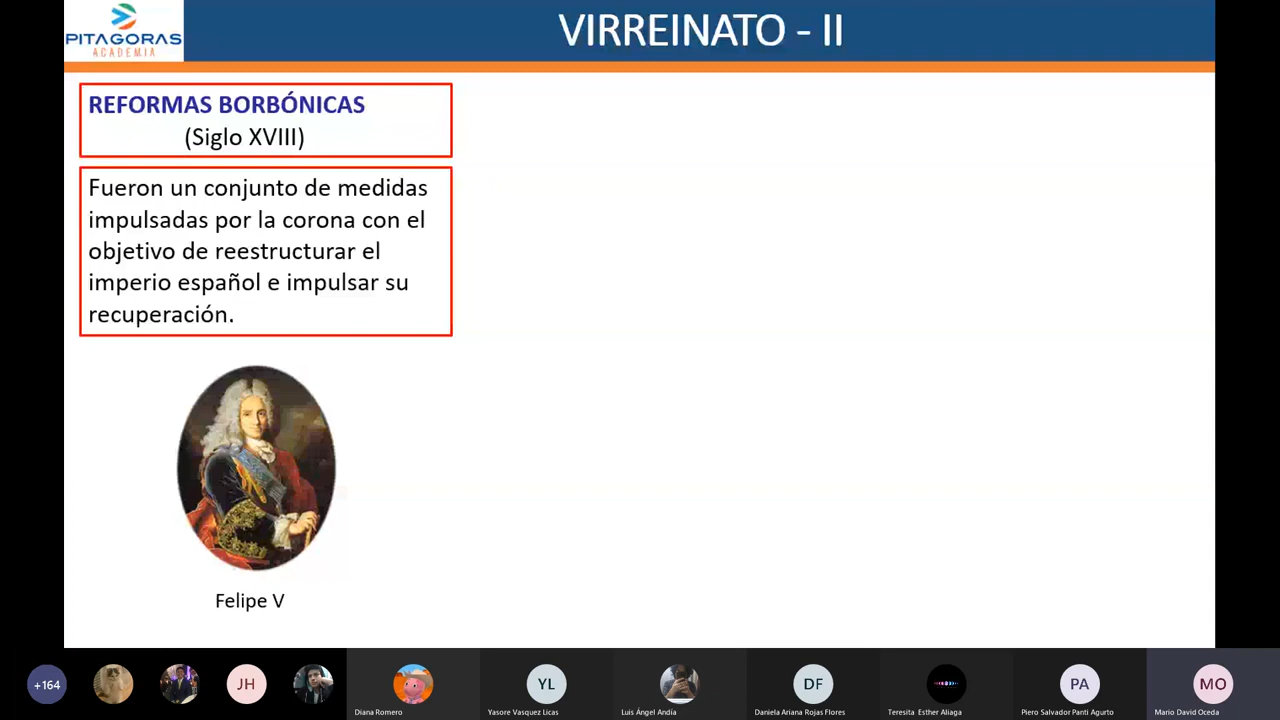 PITAGORAS
ACADEMIA
VIRREINATO - II
REFORMAS BORBÓNICAS
(Siglo XVIII)
Fueron un conjunto de medidas
impulsadas por la corona con el
objetivo de reestructurar el
imperio español e impulsar su
recuperación.
Felipe V
+164
JH
Diana Romero
YL
Yasore Vasquez Licas
Luis Ángel Andía
DF
Daniela Ariana Rojas Flores
Teresita Esther Aliaga
PA
Piero Salvador Panti Agurto
MO
Mario David Oceda